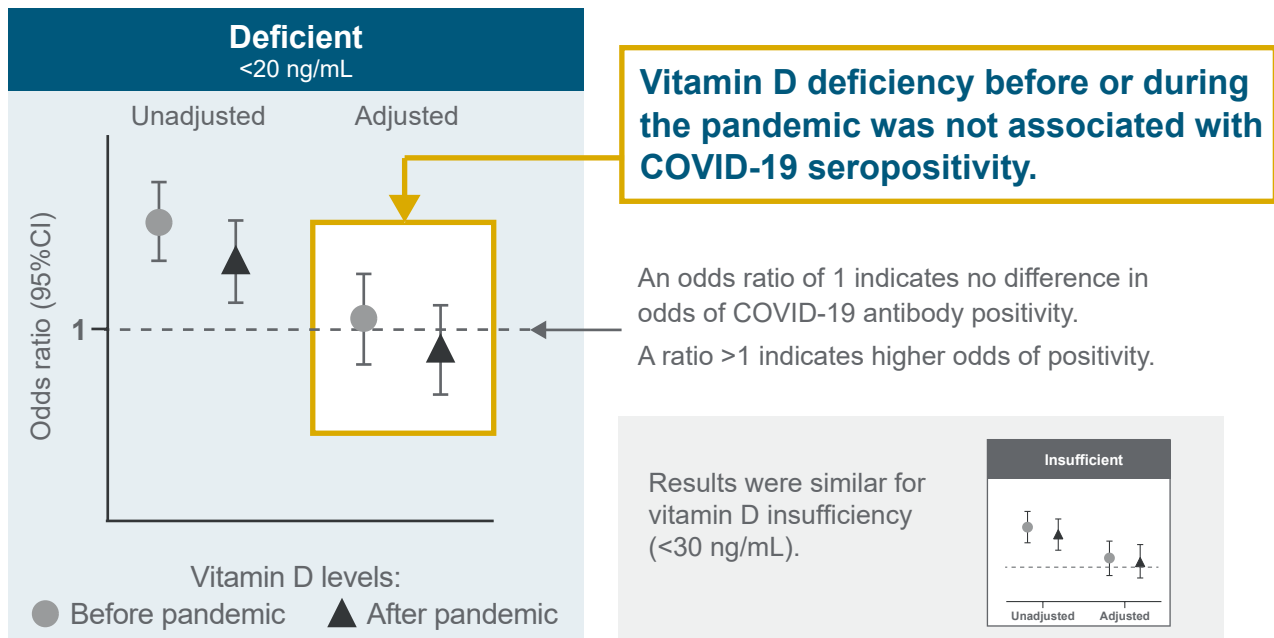 Deficient
<20 ng/mL
Unadjusted
Adjusted
Odds ratio (95%CI)
1
Vitamin D levels:
Before pandemic
After pandemic
Vitamin D deficiency before or during
the pandemic was not associated with
COVID-19 seropositivity.
An odds ratio of 1 indicates no difference in
odds of COVID-19 antibody positivity.
A ratio >1 indicates higher odds of positivity.
Results were similar for
vitamin D insufficiency
(<30 ng/mL).
Insufficient
Unadjusted
Adjusted